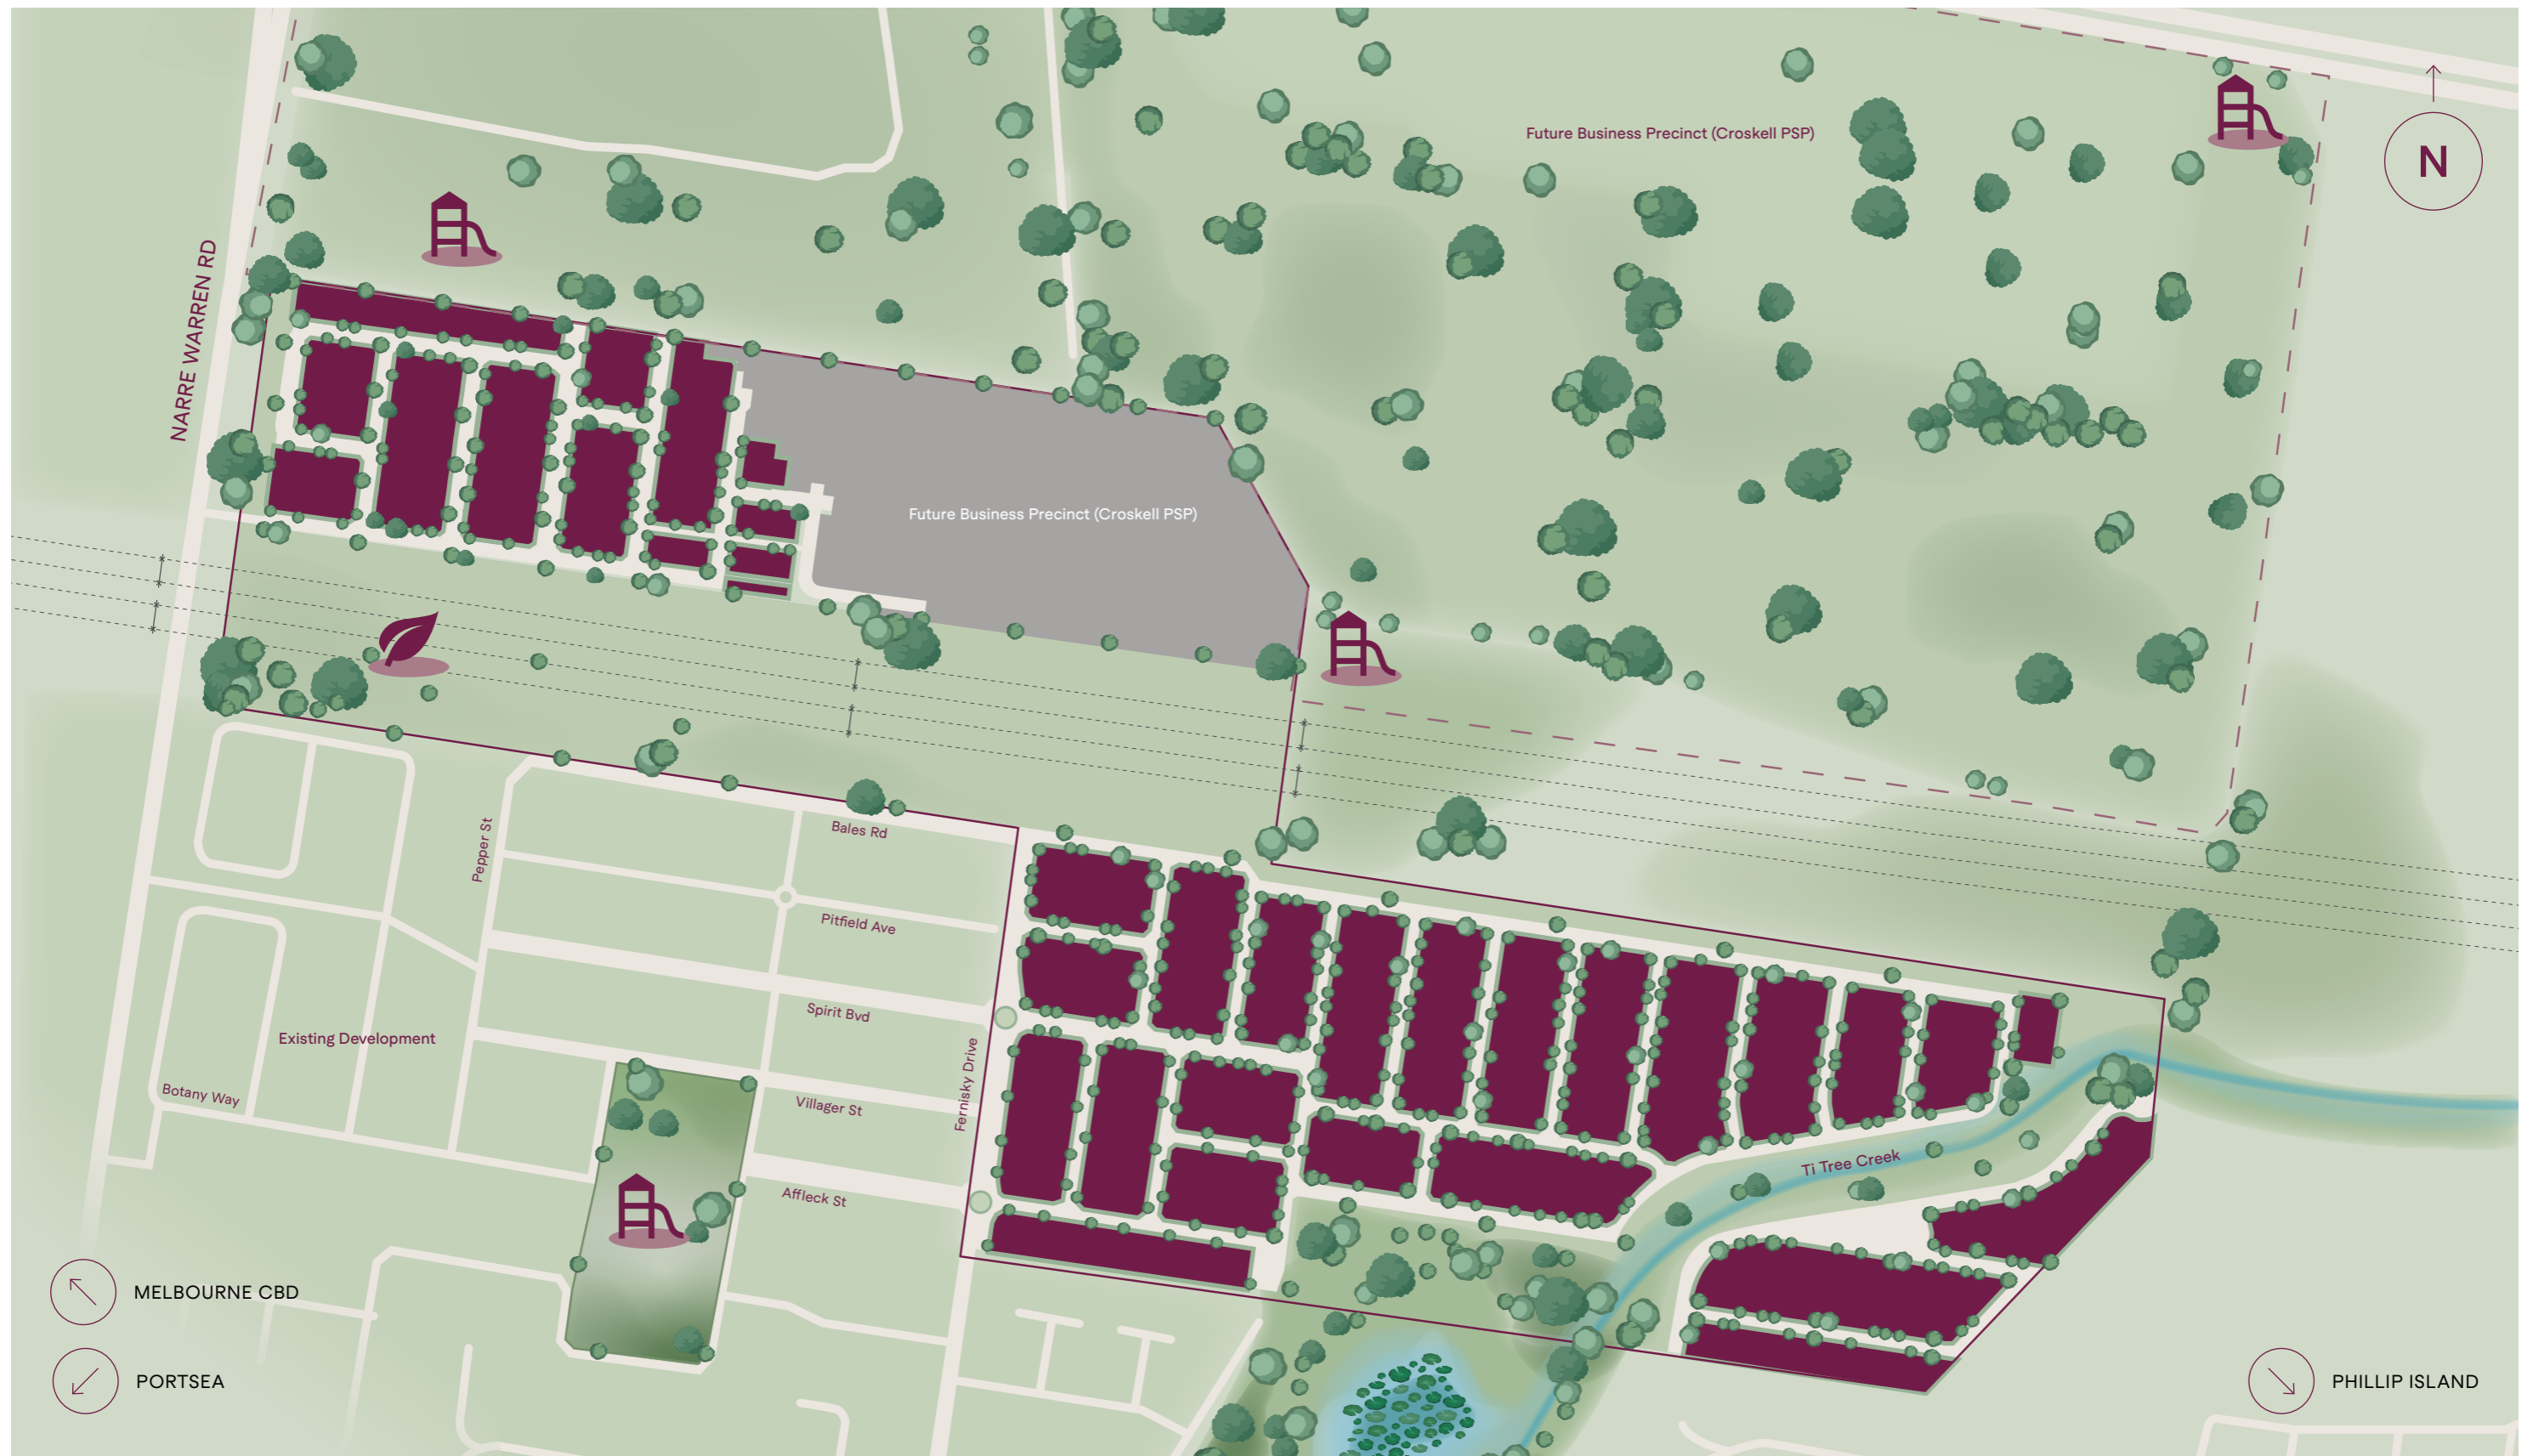 Future Business Precinct (Croskell PSP)
N
NARRE WARREN RD
Future Business Precinct (Croskell PSP)
Bales Rd
Pepper St
Pitfield Ave
Spirit Bvd
Existing Development
Fernisky Drive
Botany Way
Villager St
Ti Tree Creek
Affleck St
MELBOURNE CBD
PORTSEA
PHILLIP ISLAND